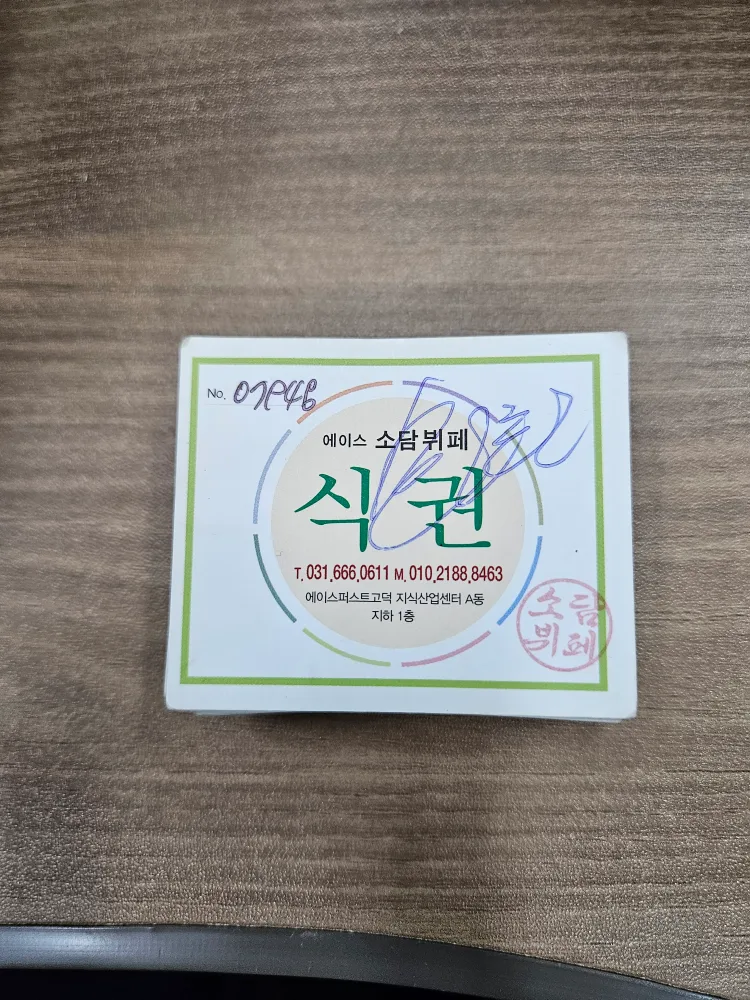 No.
에이스 소담뷔페
식권
T. 031.666.0611 M. 010.2188.8463
에이스퍼스트고덕 지식산업센터 A동
지하 1층
소담
뷔페